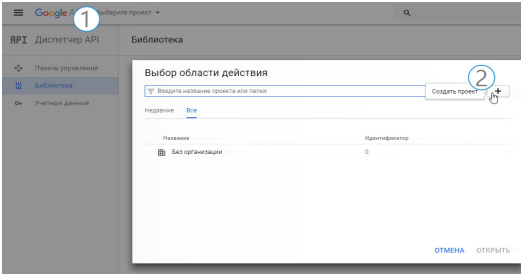 Google A
1
Выберите проект
API Диспетчер API
Библиотека
Панель управления
Библиотека
Учетные данные
Выбор области действия
2
Введите название проекта или папки
Создать проект
Недавние Все
Название Идентификатор
Без организации 0
ОТМЕНА ОТКРЫТЬ